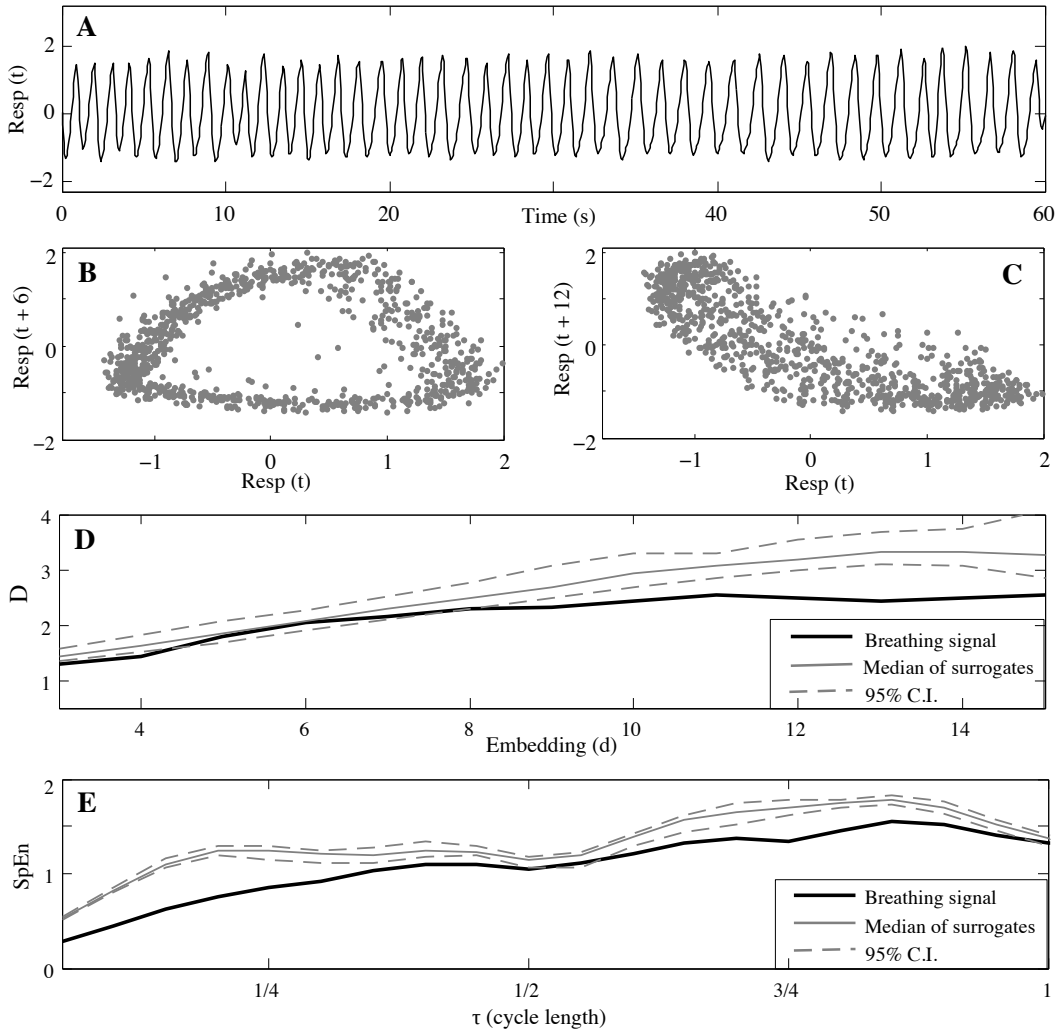 A
Resp (t)
2
0
−2
0
10
20
Time (s)
40
50
60
B
Resp (t + 6)
2
0
−2
−1
0
1
2
Resp (t)
C
Resp (t + 12)
2
0
−2
−1
0
1
2
Resp (t)
D
D
4
3
2
1
4
6
8
10
12
14
Embedding (d)
Breathing signal
Median of surrogates
95% C.I.
E
SpEn
2
1
0
1/4
1/2
3/4
1
τ (cycle length)
Breathing signal
Median of surrogates
95% C.I.